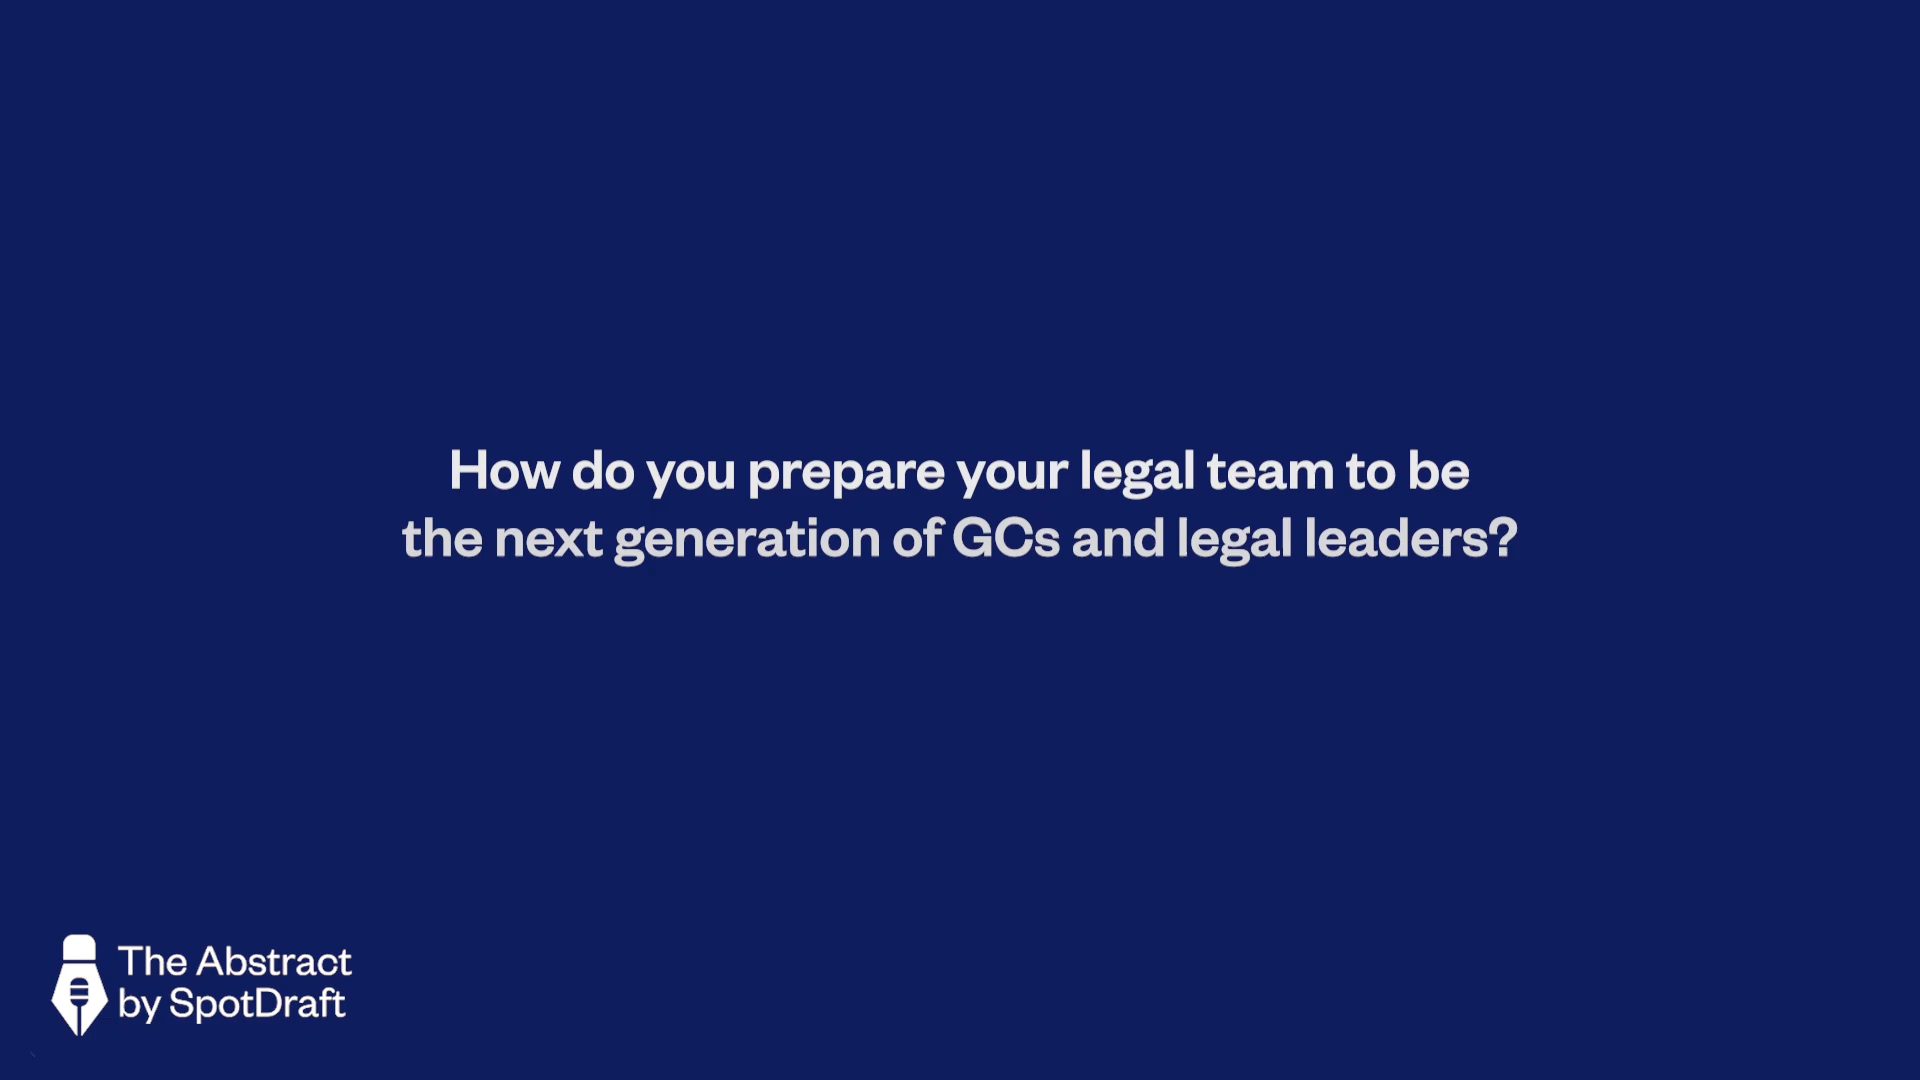 How do you prepare your legal team to be
the next generation of GCs and legal leaders?
The Abstract
by SpotDraft